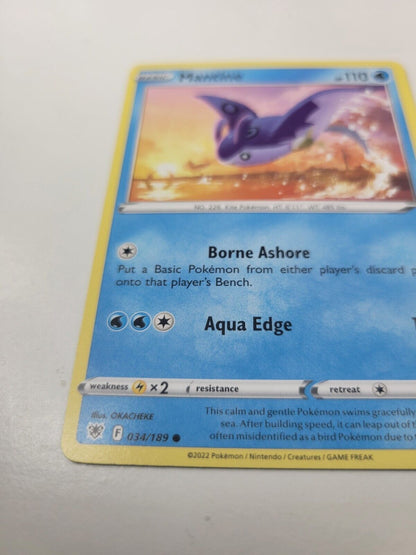 BASIC Mantine HP 110
NO. 226 Kite Pokémon HT: 6'11" WT: 485 lbs.
Borne Ashore
Put a Basic Pokémon from either player's discard
onto that player's Bench.
Aqua Edge
weakness ×2 resistance retreat
Illus. OKACHEKE
This calm and gentle Pokémon swims gracefully
F 034/189
sea. After building speed, it can leap out of
often misidentified as a bird Pokémon due to
©2022 Pokémon / Nintendo / Creatures / GAME FREAK